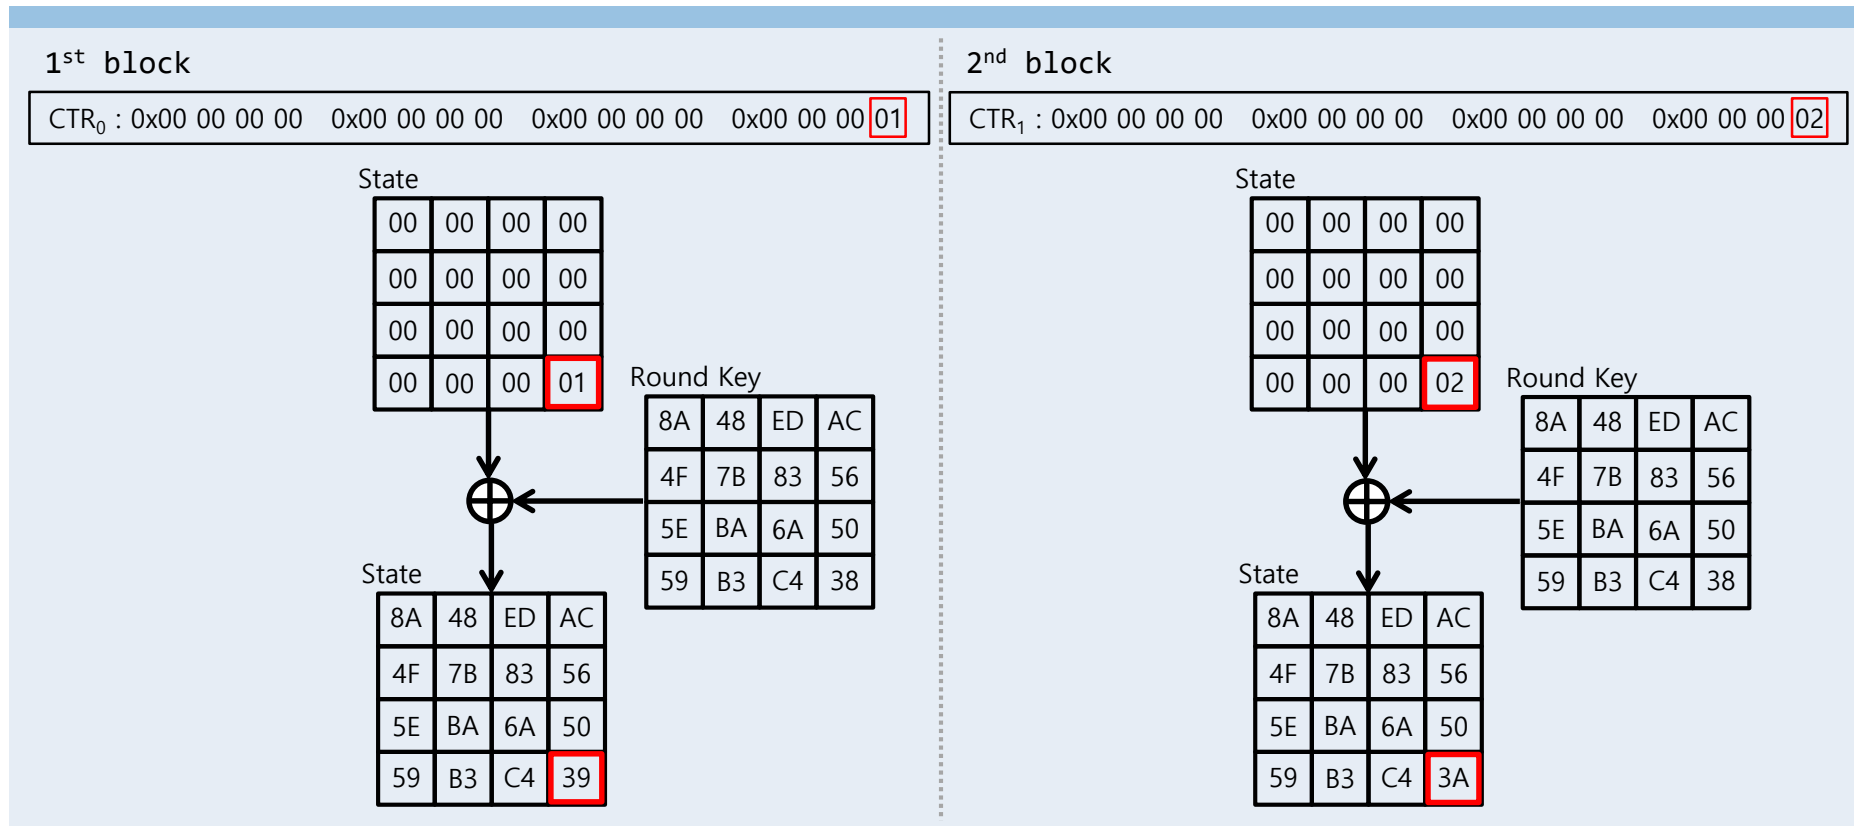 1st block
CTR0 : 0x00 00 00 00 0x00 00 00 00 0x00 00 00 00 0x00 00 00 01
State
00 00 00 00
00 00 00 00
00 00 00 00
00 00 00 01
Round Key
8A 48 ED AC
4F 7B 83 56
5E BA 6A 50
59 B3 C4 38
State
8A 48 ED AC
4F 7B 83 56
5E BA 6A 50
59 B3 C4 39
2nd block
CTR1 : 0x00 00 00 00 0x00 00 00 00 0x00 00 00 00 0x00 00 00 02
State
00 00 00 00
00 00 00 00
00 00 00 00
00 00 00 02
Round Key
8A 48 ED AC
4F 7B 83 56
5E BA 6A 50
59 B3 C4 38
State
8A 48 ED AC
4F 7B 83 56
5E BA 6A 50
59 B3 C4 3A